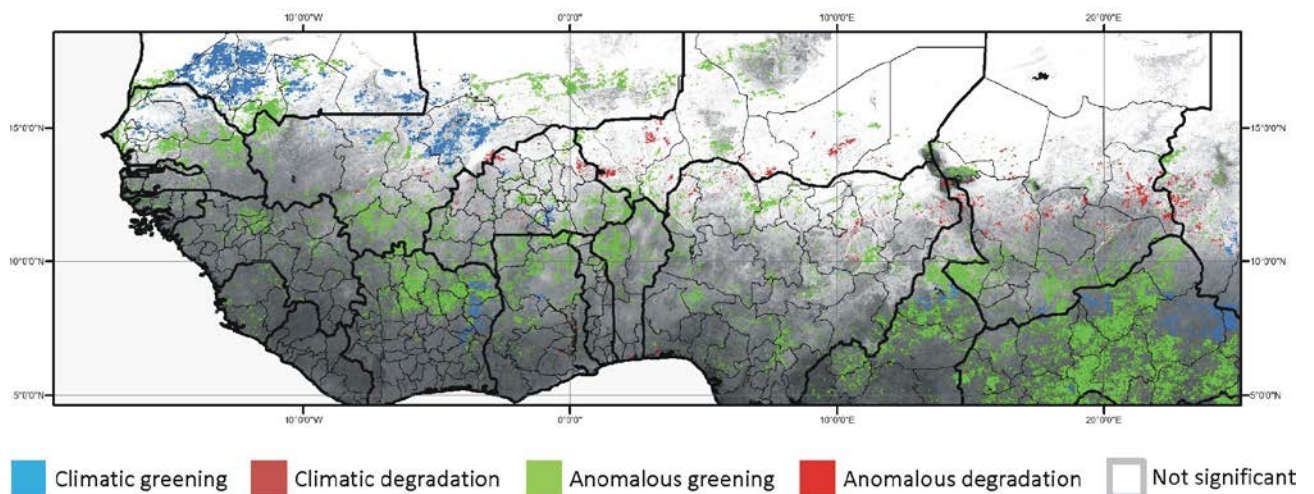 10°0'0"W 0°0'0" 10°0'0"E 20°0'0"E
15°0'0"N 15°0'0"N
10°0'0"N 10°0'0"N
5°0'0"N 5°0'0"N
10°0'0"W 0°0'0" 10°0'0"E 20°0'0"E
Climatic greening Climatic degradation Anomalous greening Anomalous degradation Not significant